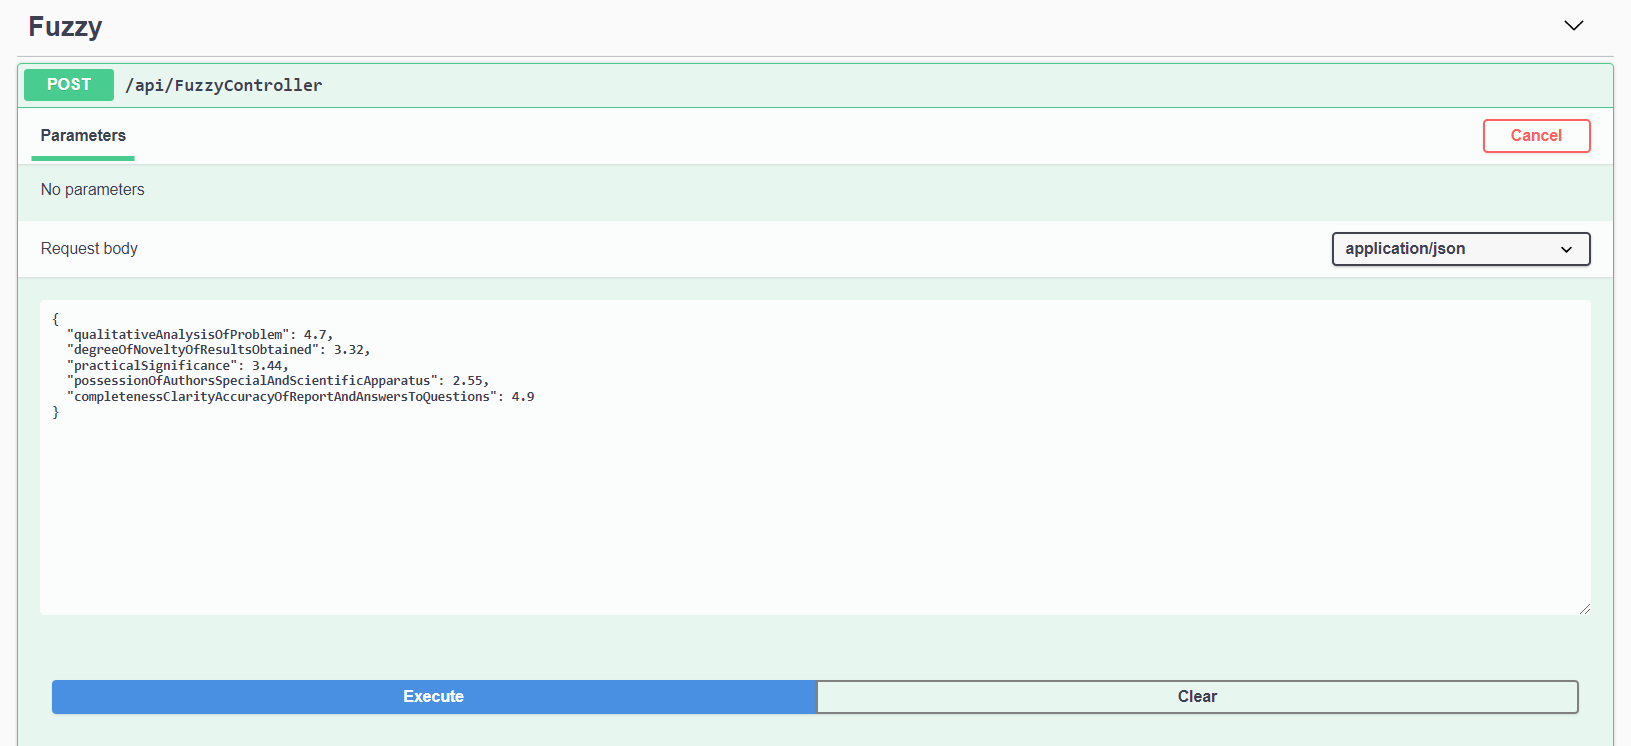 Fuzzy
POST /api/FuzzyController
Parameters
Cancel
No parameters
Request body
application/json
{
"qualitativeAnalysisOfProblem": 4.7,
"degreeOfNoveltyOfResultsObtained": 3.32,
"practicalSignificance": 3.44,
"possessionOfAuthorsSpecialAndScientificApparatus": 2.55,
"completenessClarityAccuracyOfReportAndAnswersToQuestions": 4.9
}
Execute
Clear